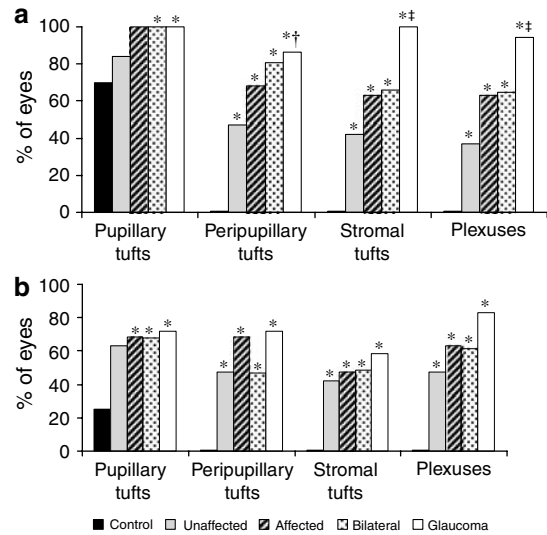 a
% of eyes
100
80
60
40
20
0
* *
* * * *†
* * * *‡
* * * *‡
Pupillary tufts
Peripupillary tufts
Stromal tufts
Plexuses
b
% of eyes
100
80
60
40
20
0
* * *
* * * *
* * * *
* * * *
Pupillary tufts
Peripupillary tufts
Stromal tufts
Plexuses
Control Unaffected Affected Bilateral Glaucoma